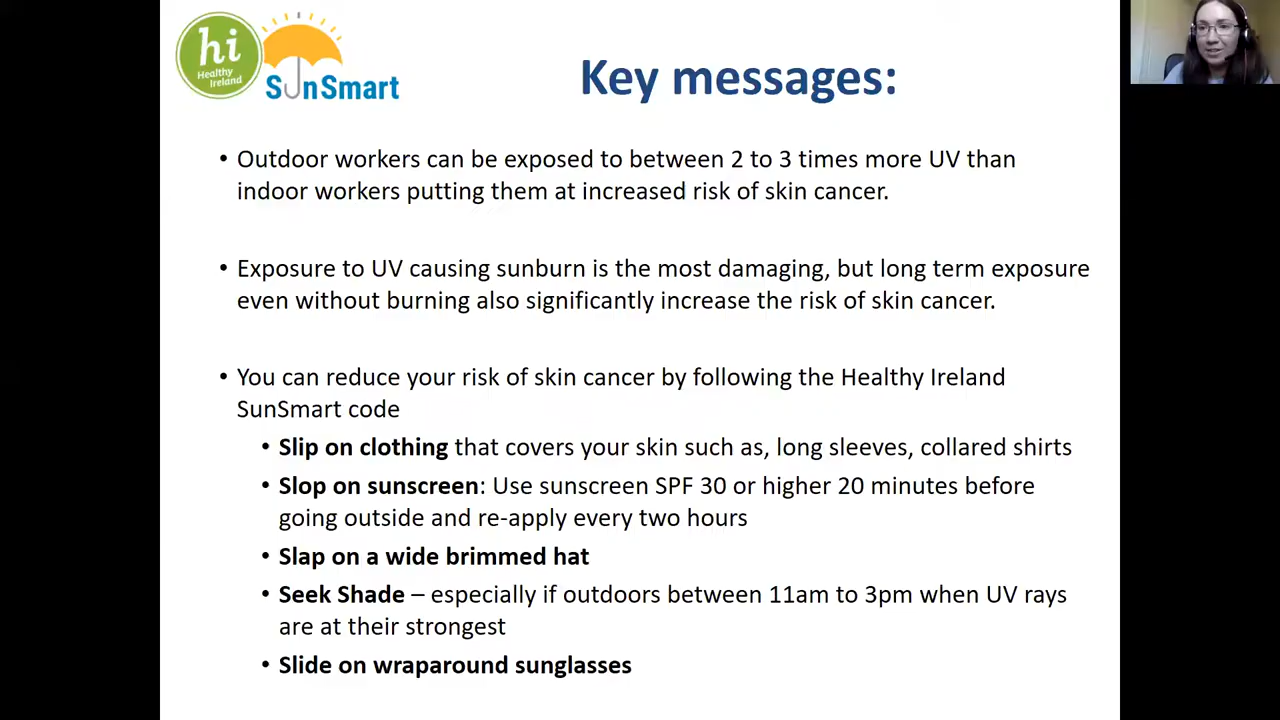 hi
Healthy
Ireland
SunSmart
Key messages:
• Outdoor workers can be exposed to between 2 to 3 times more UV than
indoor workers putting them at increased risk of skin cancer.
• Exposure to UV causing sunburn is the most damaging, but long term exposure
even without burning also significantly increase the risk of skin cancer.
• You can reduce your risk of skin cancer by following the Healthy Ireland
SunSmart code
• Slip on clothing that covers your skin such as, long sleeves, collared shirts
• Slop on sunscreen: Use sunscreen SPF 30 or higher 20 minutes before
going outside and re-apply every two hours
• Slap on a wide brimmed hat
• Seek Shade – especially if outdoors between 11am to 3pm when UV rays
are at their strongest
• Slide on wraparound sunglasses